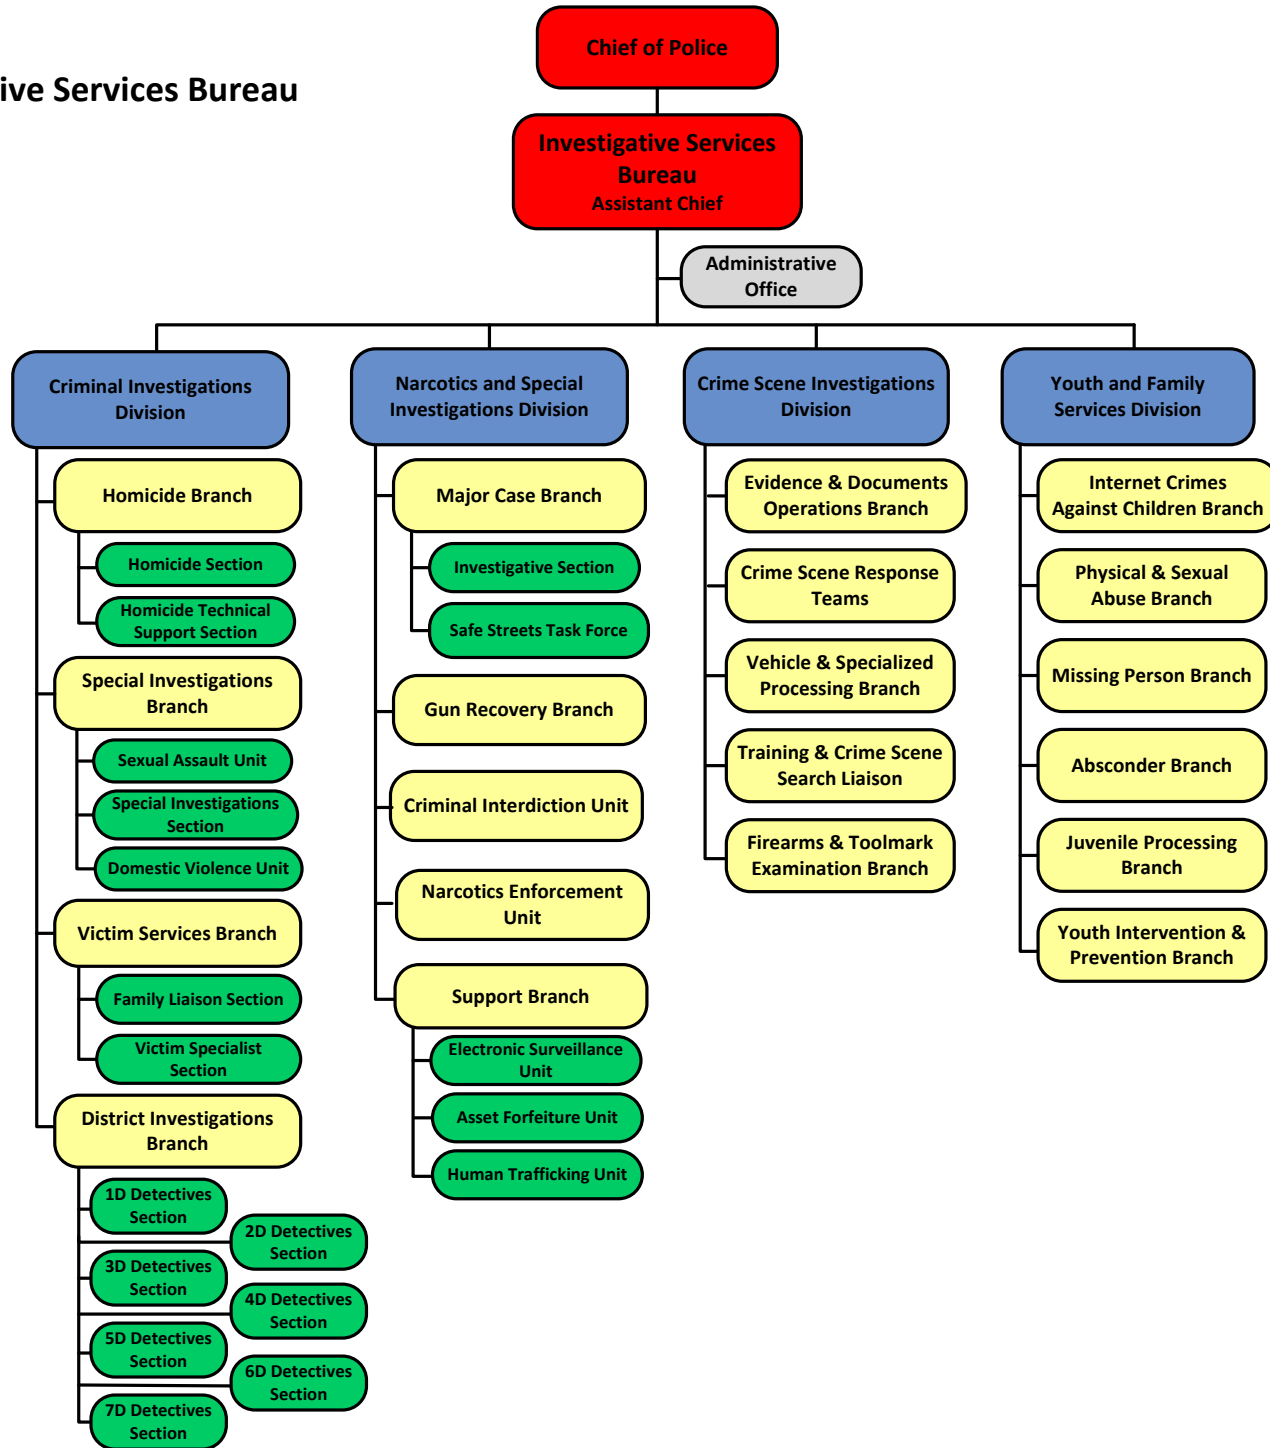 Chief of Police
ive Services Bureau
Investigative Services
Bureau
Assistant Chief
Administrative
Office
Criminal Investigations
Division
Homicide Branch
Homicide Section
Homicide Technical
Support Section
Special Investigations
Branch
Sexual Assault Unit
Special Investigations
Section
Domestic Violence Unit
Victim Services Branch
Family Liaison Section
Victim Specialist
Section
District Investigations
Branch
1D Detectives
Section
2D Detectives
Section
3D Detectives
Section
4D Detectives
Section
5D Detectives
Section
6D Detectives
Section
7D Detectives
Section
Narcotics and Special
Investigations Division
Major Case Branch
Investigative Section
Safe Streets Task Force
Gun Recovery Branch
Criminal Interdiction Unit
Narcotics Enforcement
Unit
Support Branch
Electronic Surveillance
Unit
Asset Forfeiture Unit
Human Trafficking Unit
Crime Scene Investigations
Division
Evidence & Documents
Operations Branch
Crime Scene Response
Teams
Vehicle & Specialized
Processing Branch
Training & Crime Scene
Search Liaison
Firearms & Toolmark
Examination Branch
Youth and Family
Services Division
Internet Crimes
Against Children Branch
Physical & Sexual
Abuse Branch
Missing Person Branch
Absconder Branch
Juvenile Processing
Branch
Youth Intervention &
Prevention Branch